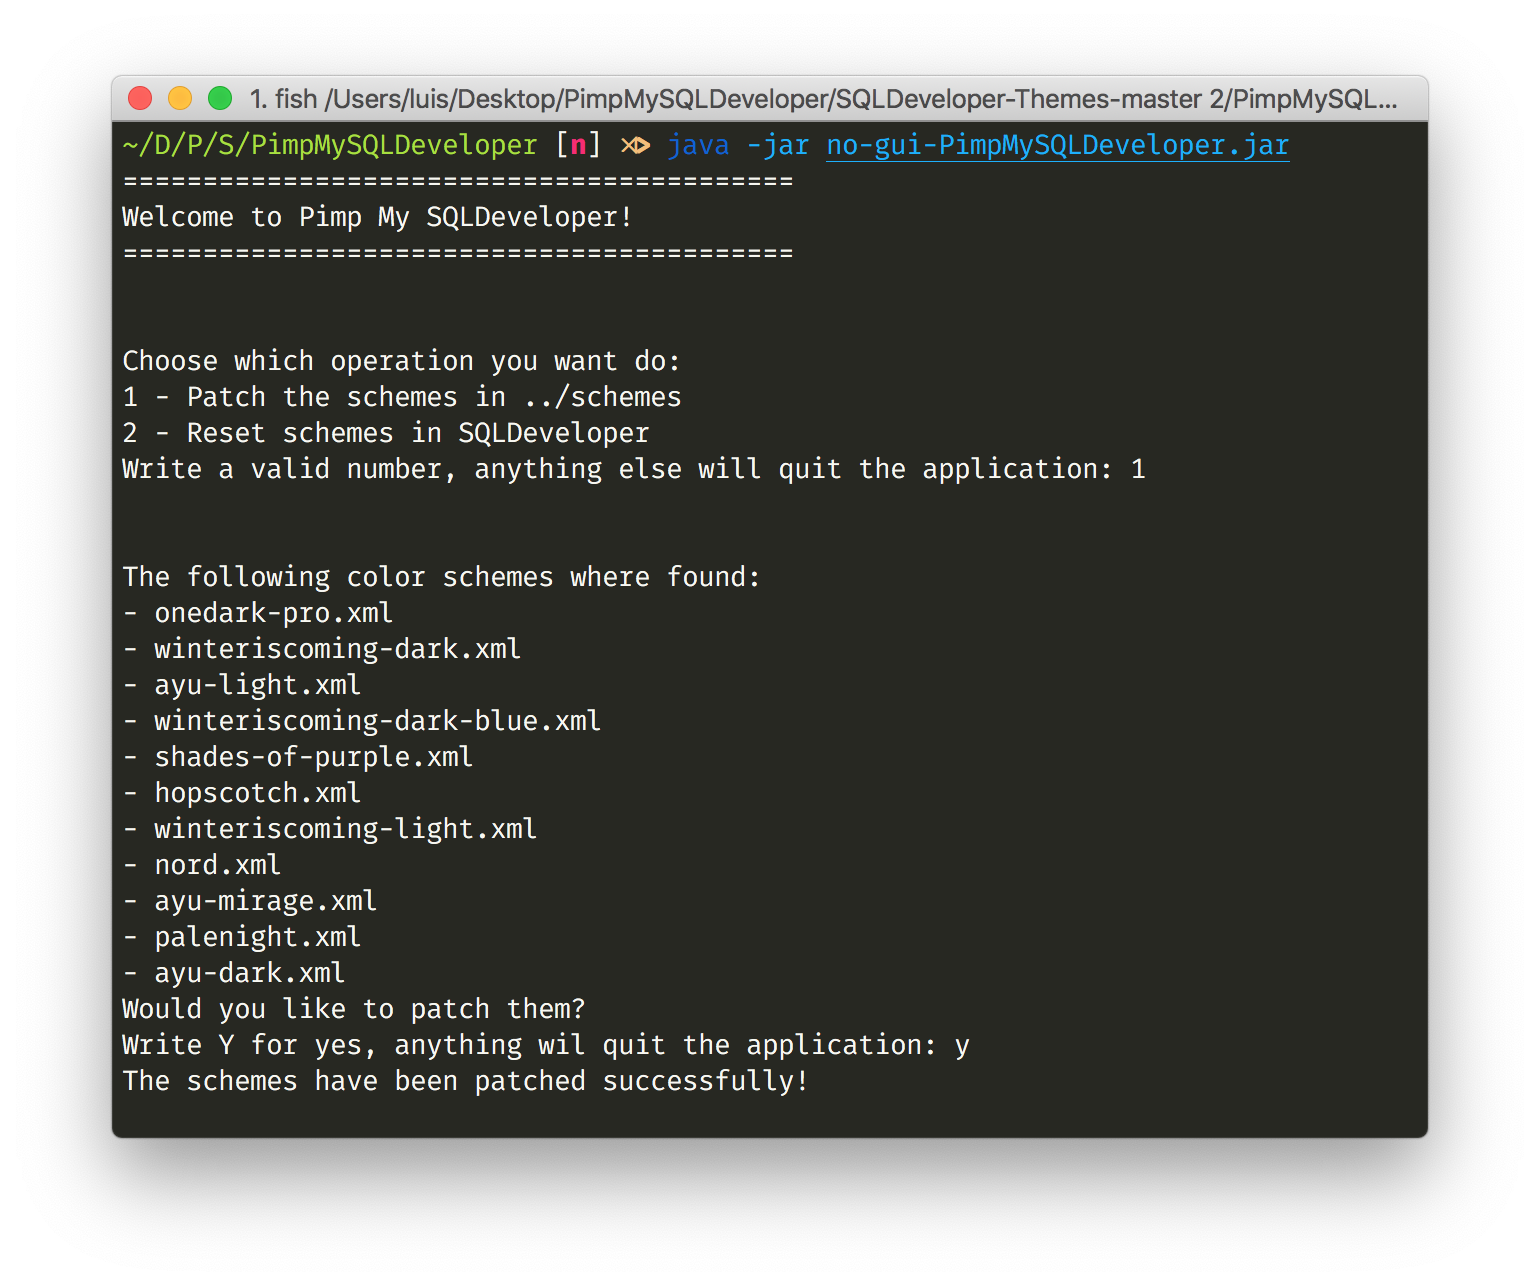 1. fish /Users/luis/Desktop/PimpMySQLDeveloper/SQLDeveloper-Themes-master 2/PimpMySQL...
~/D/P/S/PimpMySQLDeveloper [n] ⋊> java -jar no-gui-PimpMySQLDeveloper.jar
==========================================
Welcome to Pimp My SQLDeveloper!
==========================================
Choose which operation you want do:
1 - Patch the schemes in ../schemes
2 - Reset schemes in SQLDeveloper
Write a valid number, anything else will quit the application: 1
The following color schemes where found:
- onedark-pro.xml
- winteriscoming-dark.xml
- ayu-light.xml
- winteriscoming-dark-blue.xml
- shades-of-purple.xml
- hopscotch.xml
- winteriscoming-light.xml
- nord.xml
- ayu-mirage.xml
- palenight.xml
- ayu-dark.xml
Would you like to patch them?
Write Y for yes, anything wil quit the application: y
The schemes have been patched successfully!